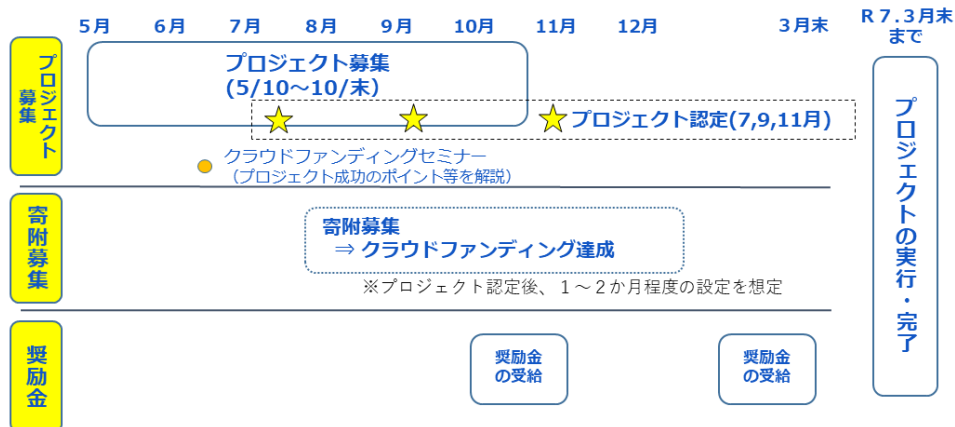 5月 6月 7月 8月 9月 10月 11月 12月 3月末
R7.3月末
まで
プロジェクト
募集
プロジェクト募集
(5/10～10/末)
プロジェクト認定(7,9,11月)
クラウドファンディングセミナー
（プロジェクト成功のポイント等を解説）
寄附募集
寄附募集
⇒ クラウドファンディング達成
※プロジェクト認定後、１～２か月程度の設定を想定
奨励金
奨励金
の受給
奨励金
の受給
プロジェクトの実行・完了